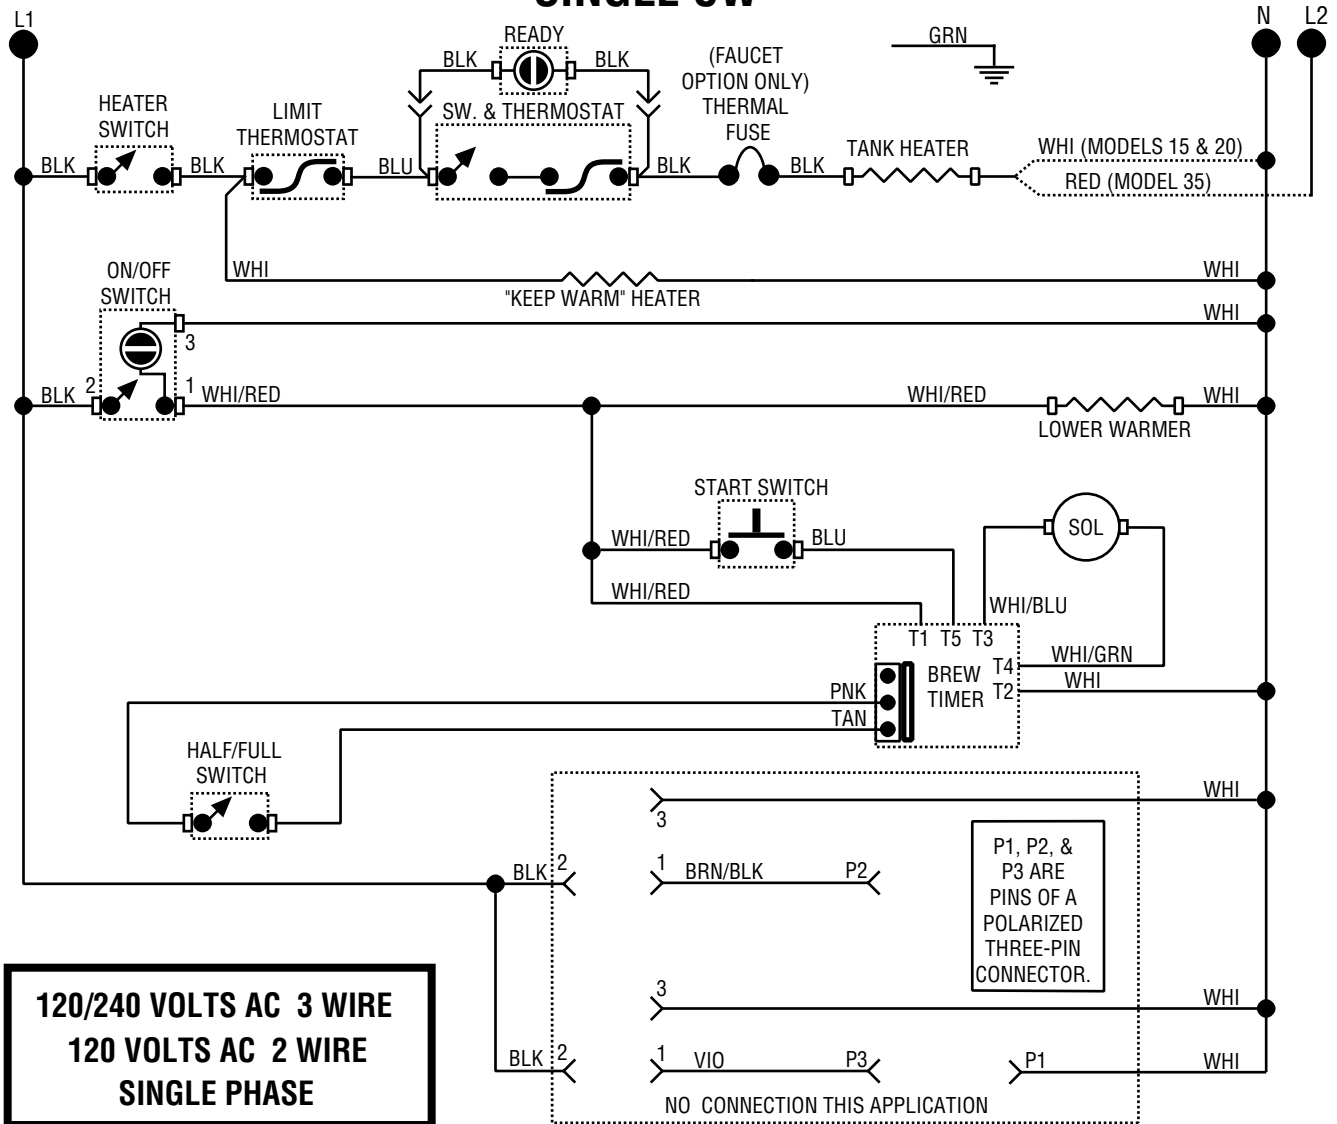 L1
N
L2
READY
GRN
BLK
BLK
(FAUCET
OPTION ONLY)
THERMAL
FUSE
HEATER
SWITCH
LIMIT
THERMOSTAT
SW. & THERMOSTAT
TANK HEATER
WHI (MODELS 15 & 20)
RED (MODEL 35)
BLK
BLK
BLU
BLK
BLK
ON/OFF
SWITCH
WHI
"KEEP WARM" HEATER
WHI
3
WHI
BLK
2
1
WHI/RED
WHI/RED
LOWER WARMER
WHI
START SWITCH
WHI/RED
BLU
SOL
WHI/RED
WHI/BLU
T1
T5
T3
T4
T2
BREW
TIMER
WHI/GRN
WHI
PNK
TAN
HALF/FULL
SWITCH
3
WHI
BLK
2
1
BRN/BLK
P2
P1, P2, &
P3 ARE
PINS OF A
POLARIZED
THREE-PIN
CONNECTOR.
3
WHI
BLK
2
1
VIO
P3
P1
WHI
NO CONNECTION THIS APPLICATION
120/240 VOLTS AC 3 WIRE
120 VOLTS AC 2 WIRE
SINGLE PHASE